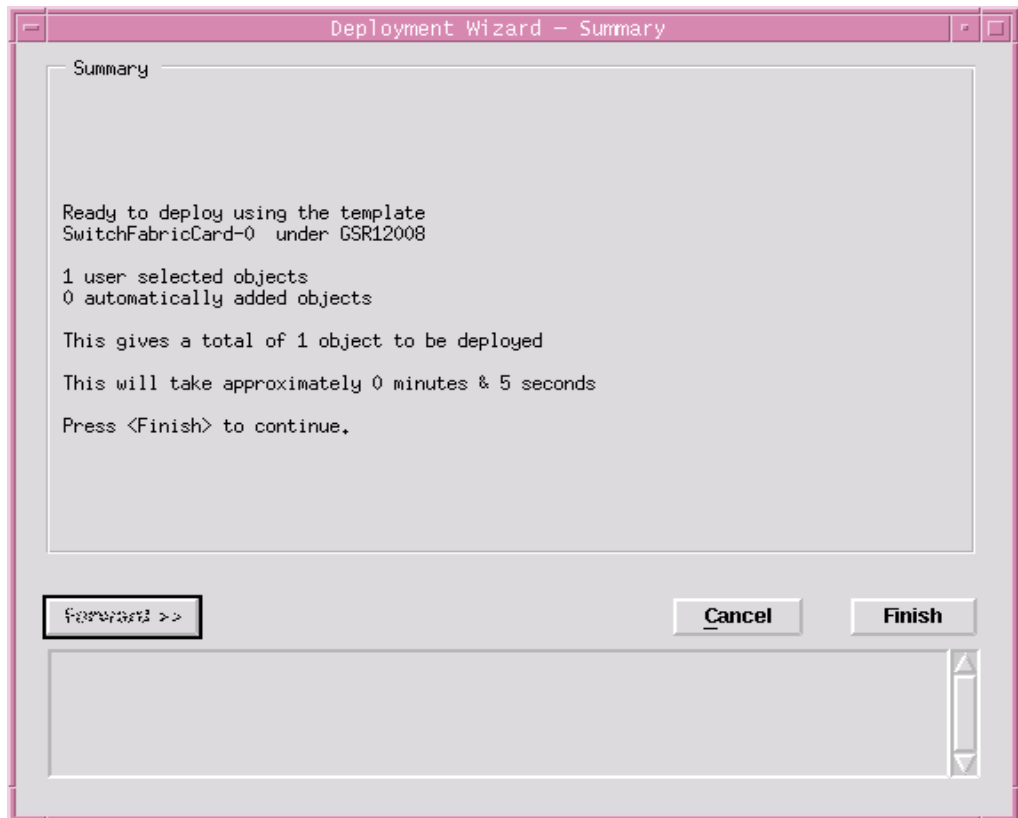 Deployment Wizard — Summary
Summary
Ready to deploy using the template
SwitchFabricCard-0 under GSR12008
1 user selected objects
0 automatically added objects
This gives a total of 1 object to be deployed
This will take approximately 0 minutes & 5 seconds
Press <Finish> to continue.
Forward >>
Cancel
Finish